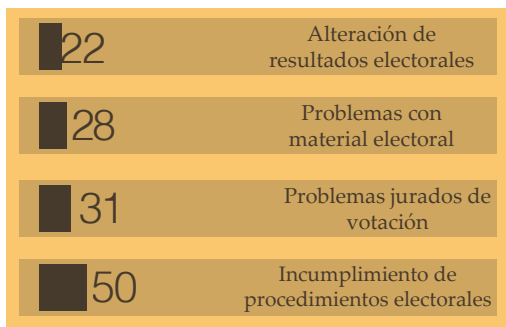 22
Alteración de
resultados electorales
28
Problemas con
material electoral
31
Problemas jurados de
votación
50
Incumplimiento de
procedimientos electorales